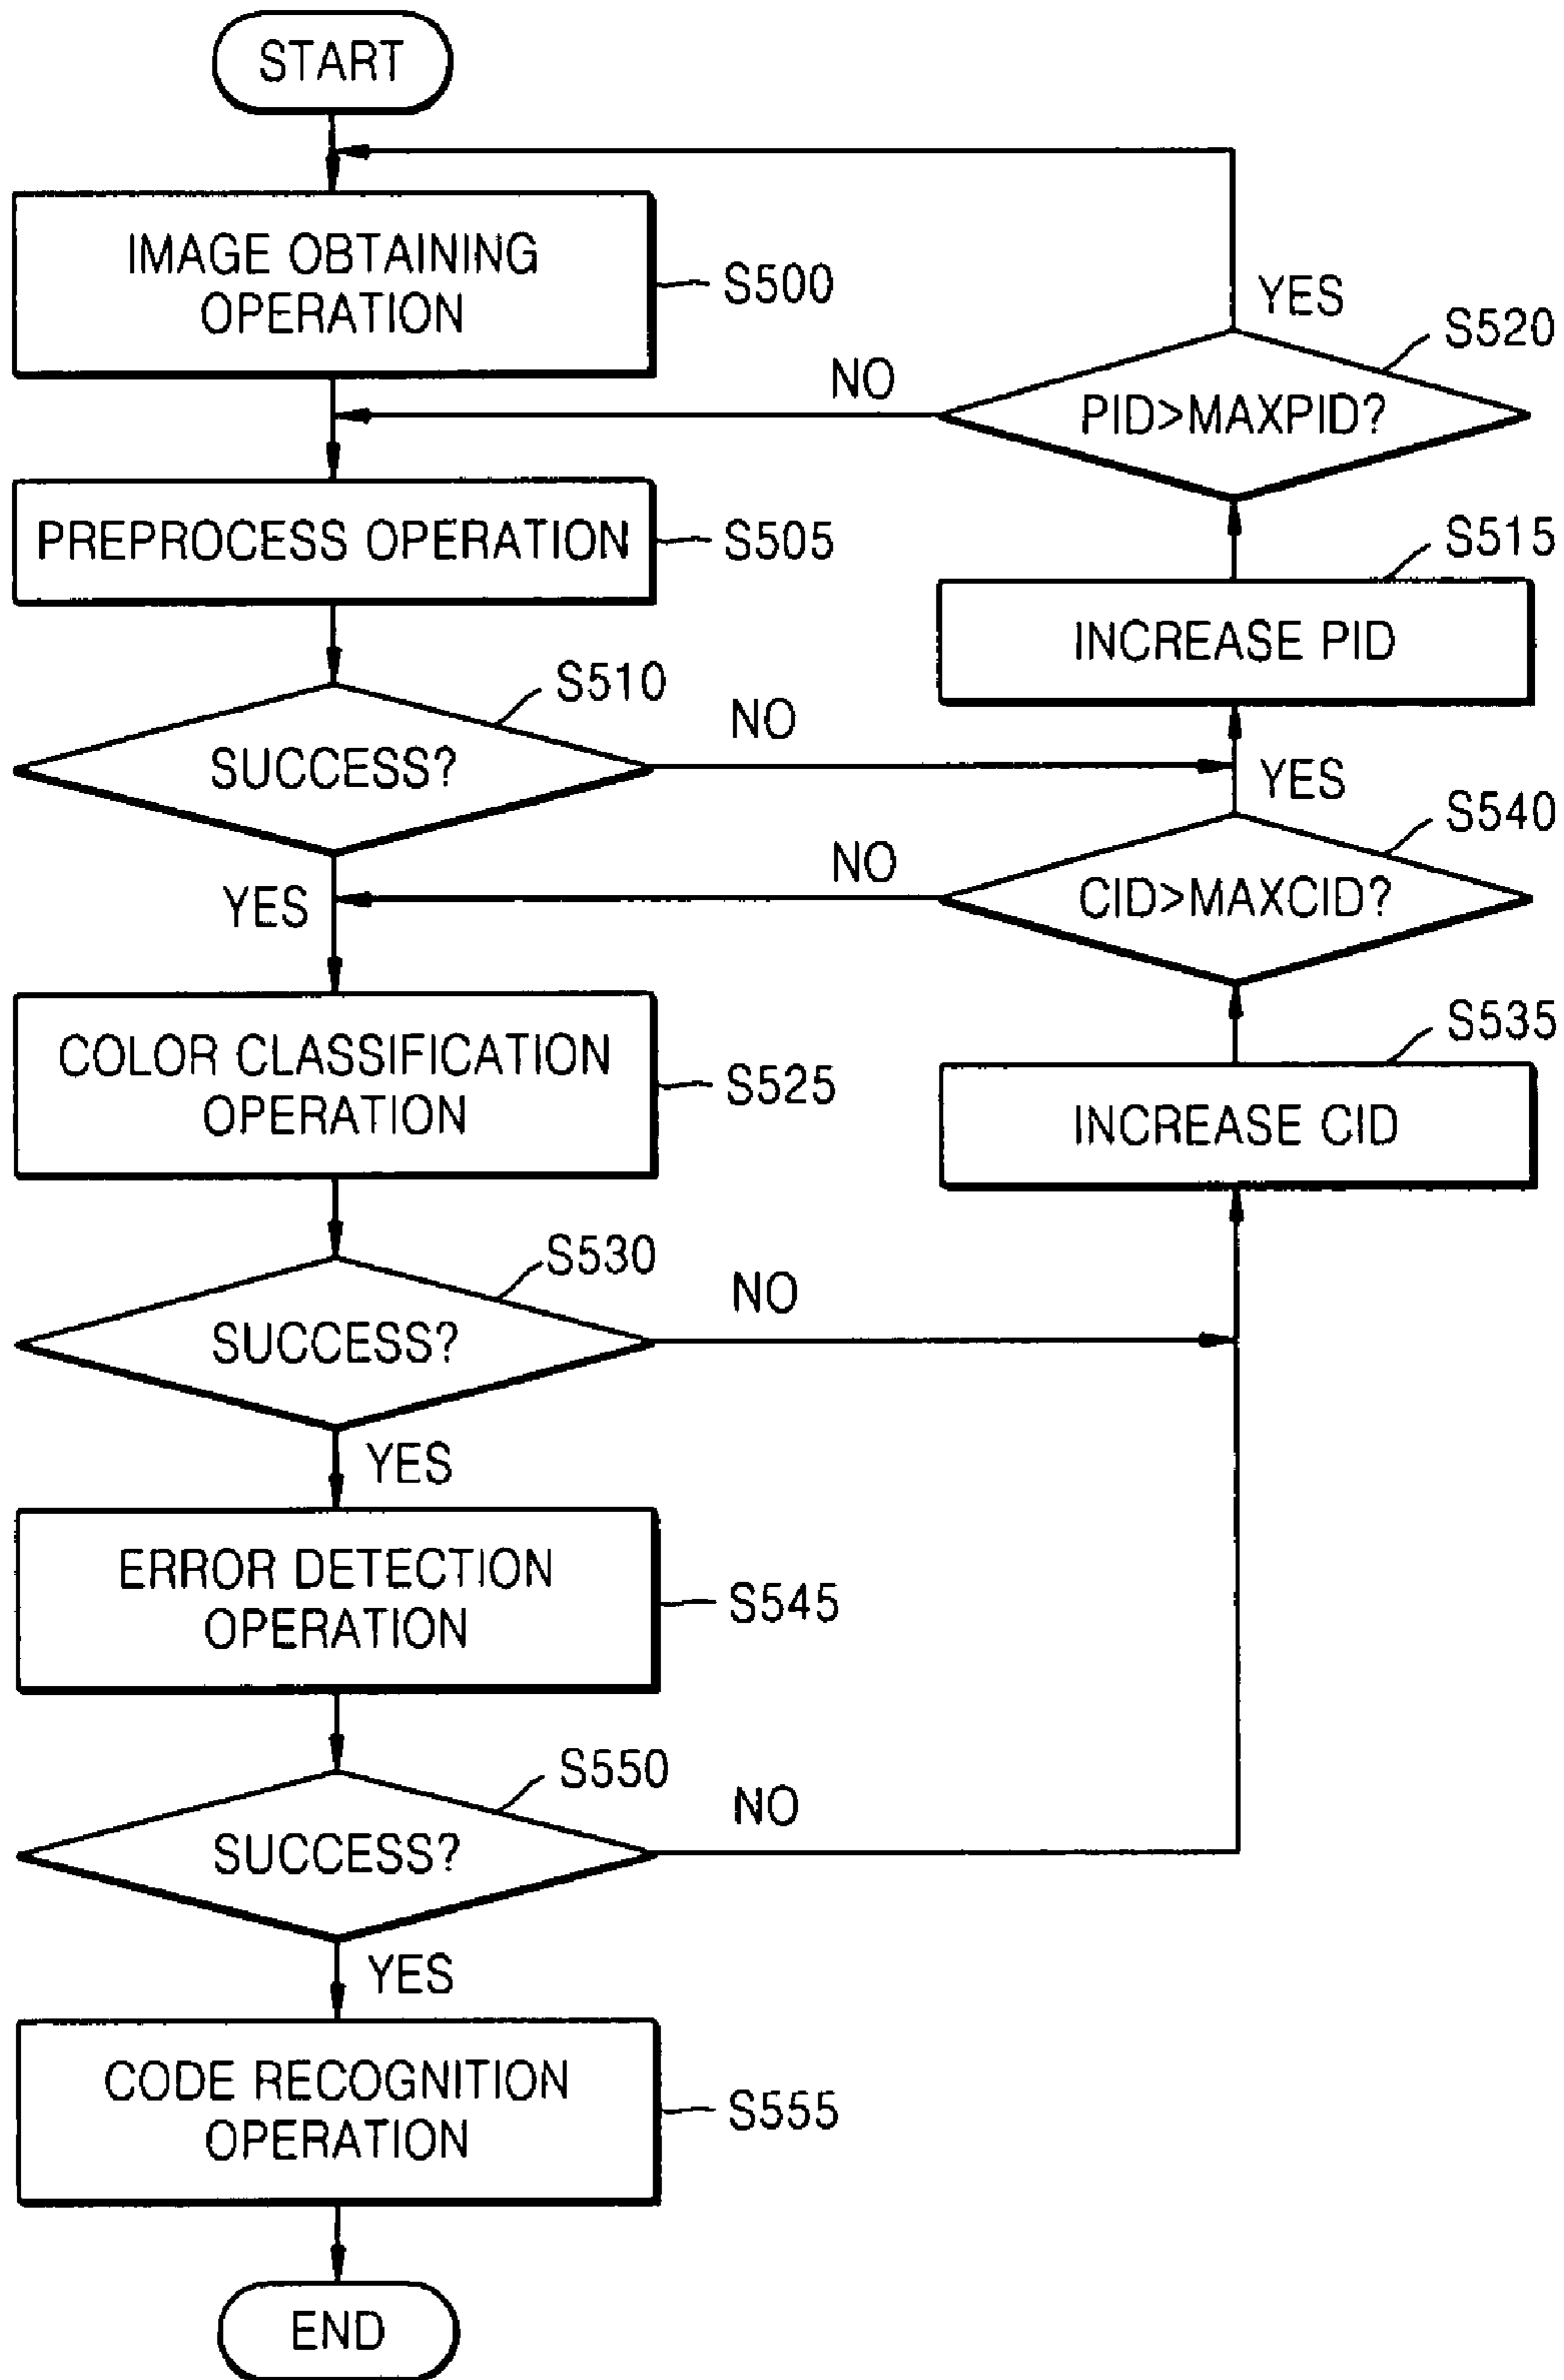 START
IMAGE OBTAINING
OPERATION
S500
YES
S520
NO
PID>MAXPID?
PREPROCESS OPERATION
S505
S515
INCREASE PID
S510
NO
SUCCESS?
YES
S540
NO
CID>MAXCID?
YES
COLOR CLASSIFICATION
OPERATION
S525
S535
INCREASE CID
S530
NO
SUCCESS?
YES
ERROR DETECTION
OPERATION
S545
S550
NO
SUCCESS?
YES
CODE RECOGNITION
OPERATION
S555
END